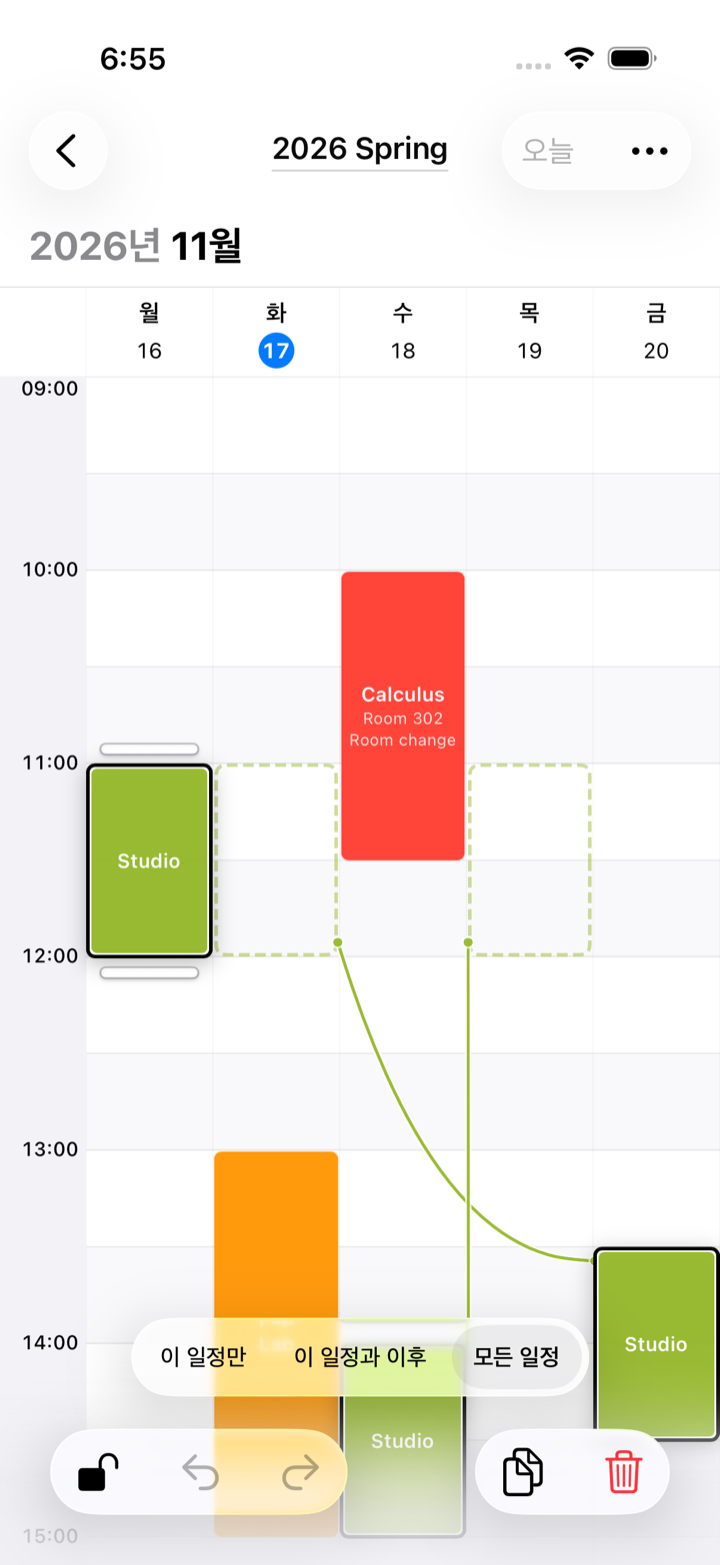 6:55
2026 Spring
오늘
2026년 11월
월 화 수 목 금
16 17 18 19 20
09:00
10:00
Calculus
Room 302
Room change
11:00
Studio
12:00
13:00
14:00
Studio
이 일정만 이 일정과 이후 모든 일정
Studio
15:00